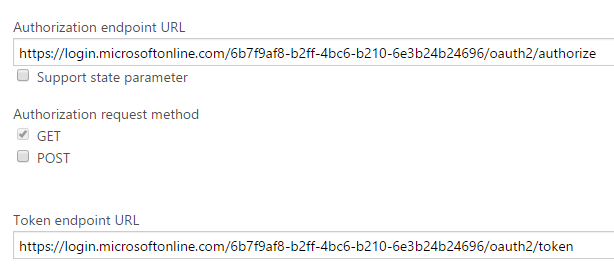 Authorization endpoint URL
https://login.microsoftonline.com/6b7f9af8-b2ff-4bc6-b210-6e3b24b24696/oauth2/authorize
Support state parameter
Authorization request method
GET
POST
Token endpoint URL
https://login.microsoftonline.com/6b7f9af8-b2ff-4bc6-b210-6e3b24b24696/oauth2/token